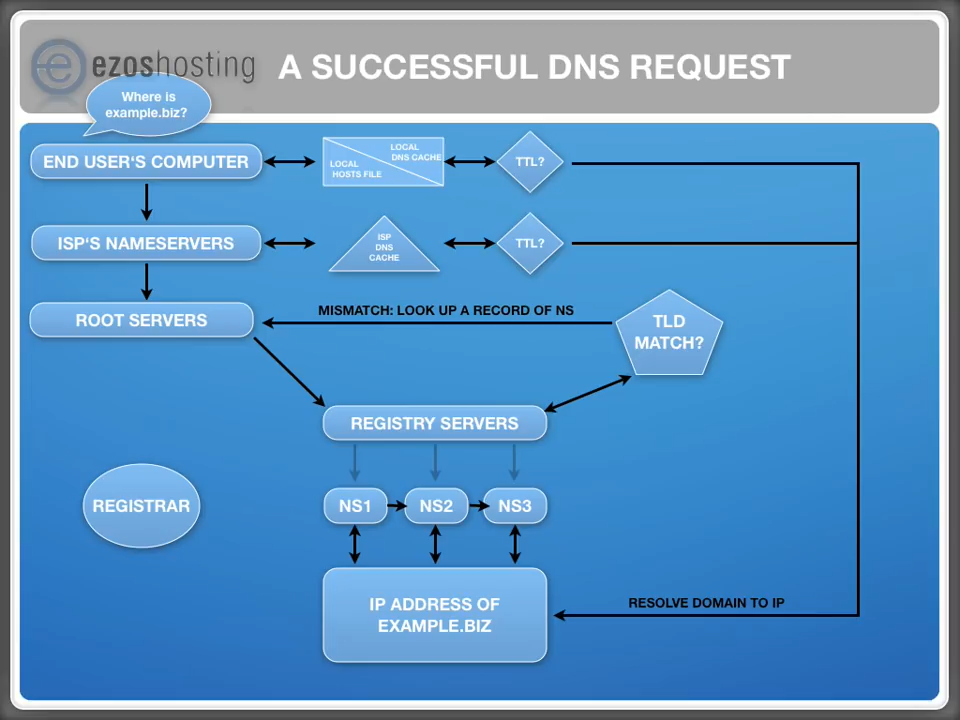 ezoshosting
A SUCCESSFUL DNS REQUEST
Where is
example.biz?
END USER'S COMPUTER
LOCAL
DNS CACHE
LOCAL
HOSTS FILE
TTL?
ISP'S NAMESERVERS
ISP
DNS
CACHE
TTL?
ROOT SERVERS
MISMATCH: LOOK UP A RECORD OF NS
TLD
MATCH?
REGISTRY SERVERS
REGISTRAR
NS1
NS2
NS3
IP ADDRESS OF
EXAMPLE.BIZ
RESOLVE DOMAIN TO IP